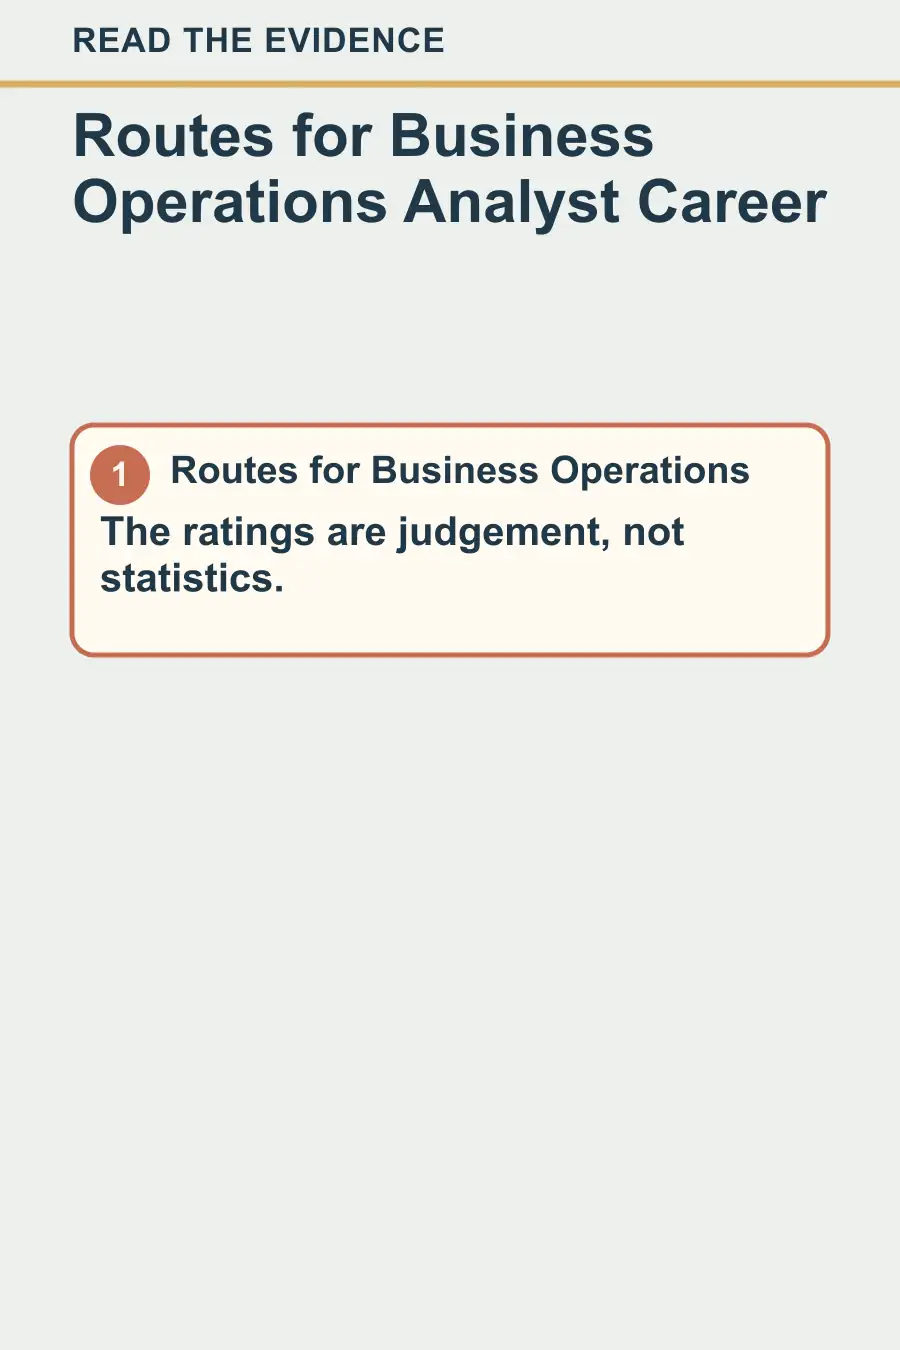 READ THE EVIDENCE
Routes for Business
Operations Analyst Career
1 Routes for Business Operations
The ratings are judgement, not
statistics.